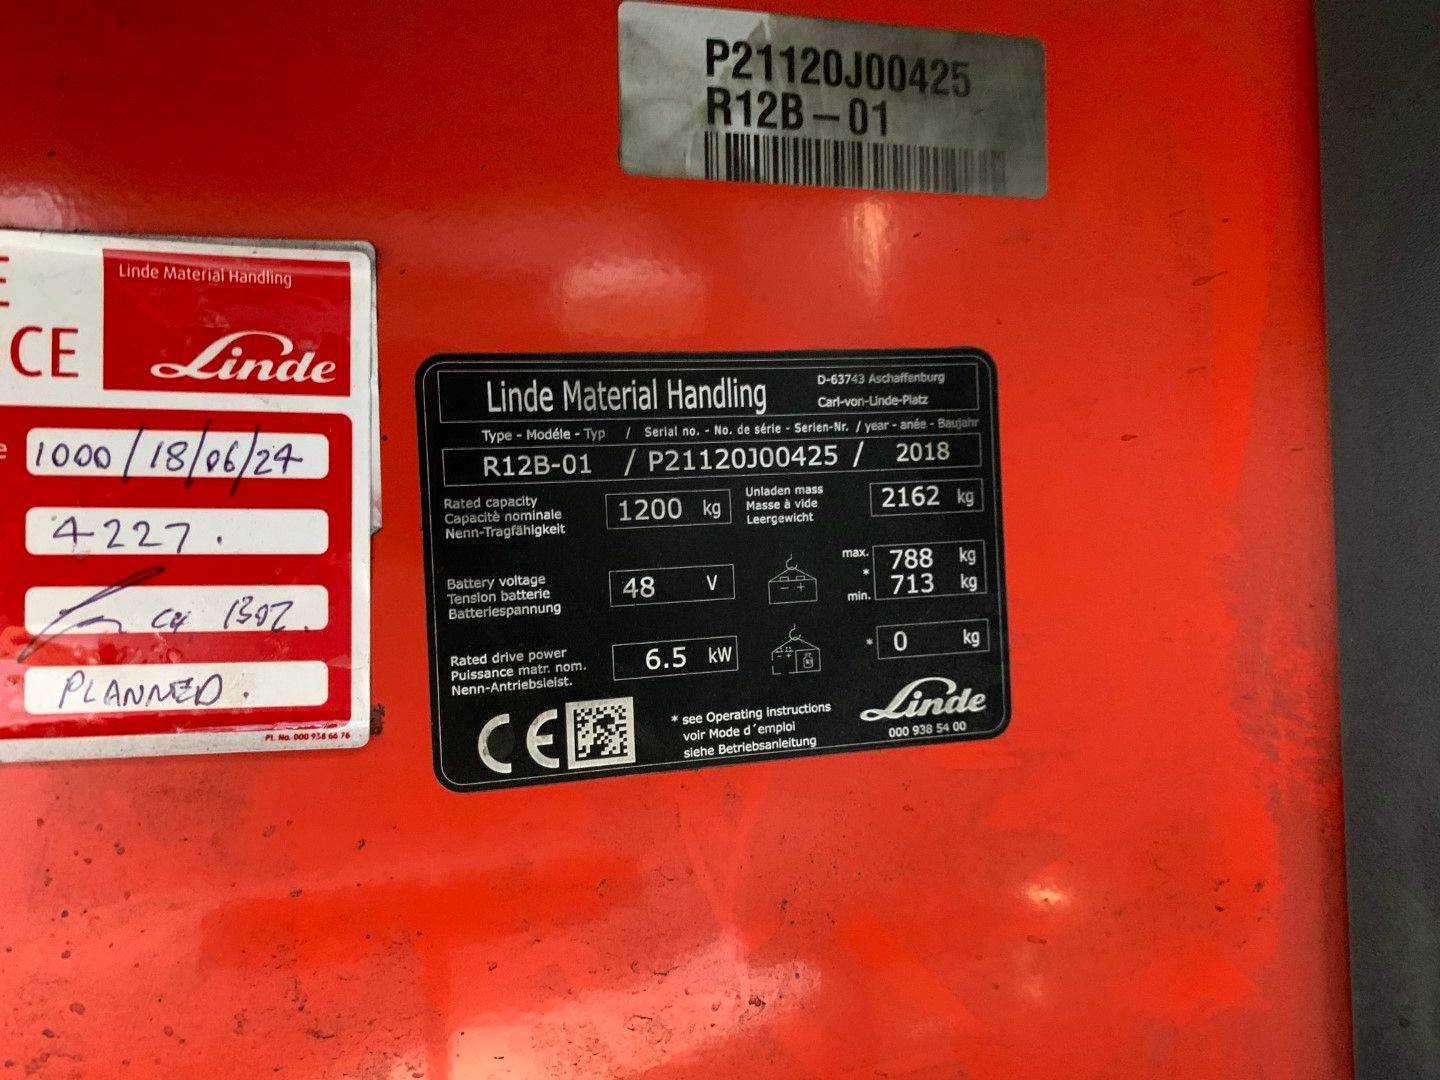 P21120J00425
R12B-01
CE
Linde Material Handling
Linde
1000/18/06/24
4227.
1302.
PLANNED.
Pt. No. 000 938 66 76
Linde Material Handling
D-63743 Aschaffenburg
Carl-von-Linde-Platz
Type - Modéle - Typ / Serial no. - No. de série - Serien-Nr. / year - anée - Baujahr
R12B-01 / P21120J00425 / 2018
Rated capacity
Capacité nominale
Nenn-Tragfähigkeit
1200 kg
Unladen mass
Masse à vide
Leergewicht
2162 kg
Battery voltage
Tension batterie
Batteriespannung
48 V
max. 788 kg
*
min. 713 kg
Rated drive power
Puissance matr. nom.
Nenn-Antriebsleist.
6.5 kW
* 0 kg
CE
* see Operating instructions
voir Mode d´emploi
siehe Betriebsanleitung
Linde
000 938 54 00